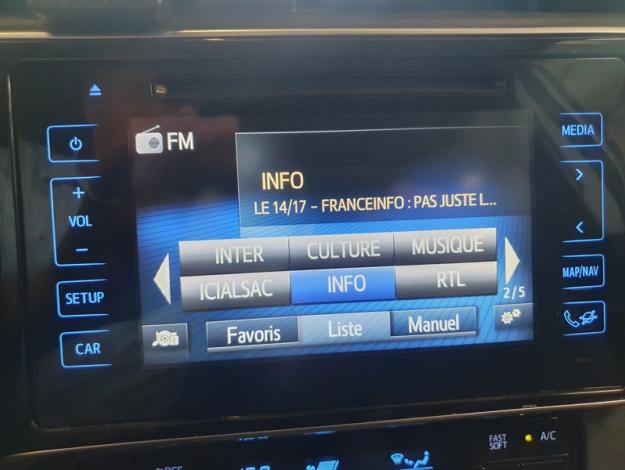 FM
MEDIA
INFO
LE 14/17 – FRANCEINFO : PAS JUSTE L...
+
VOL
−
INTER CULTURE MUSIQUE
ICIALSAC INFO RTL
2/5
SETUP
MAP/NAV
Favoris Liste Manuel
CAR
FAST
SOFT
A/C